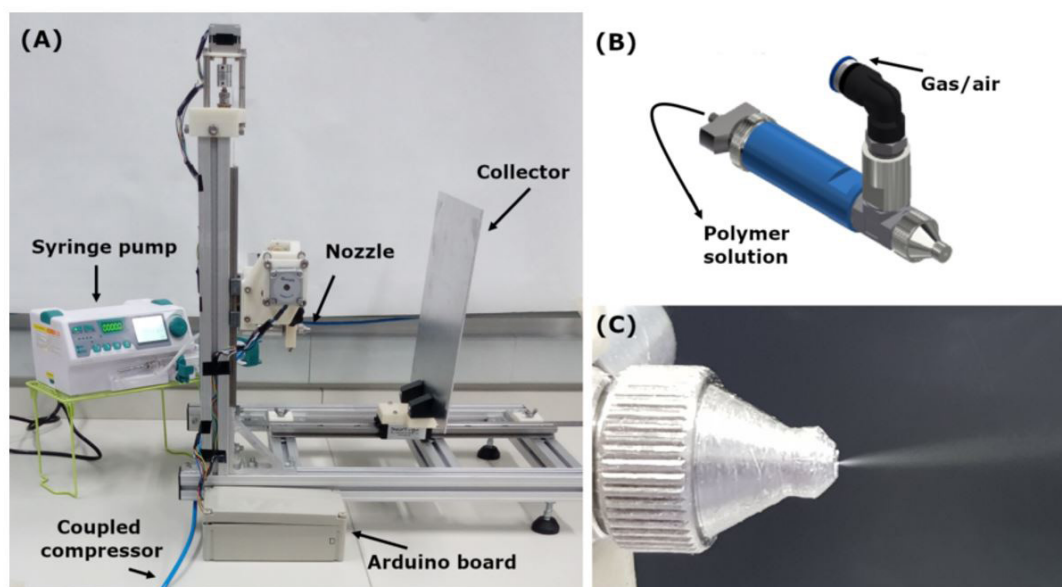 (A)
Syringe pump
Nozzle
Collector
Coupled
compressor
Arduino board
(B)
Gas/air
Polymer
solution
(C)